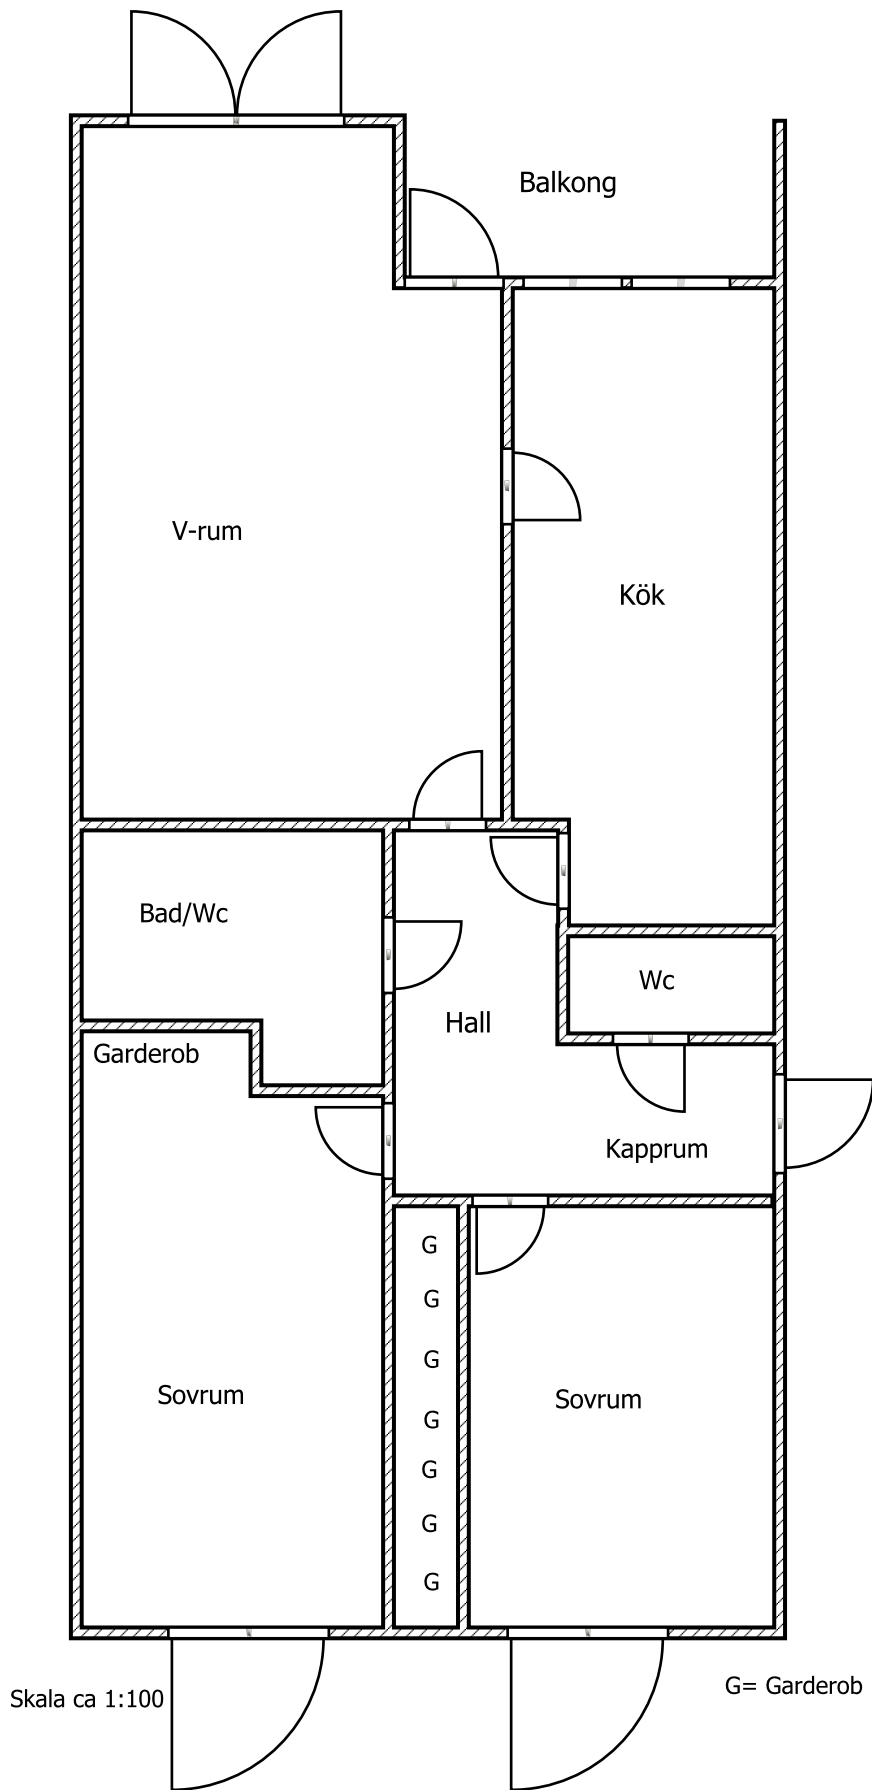 Balkong
V-rum
Kök
Bad/Wc
Wc
Hall
Garderob
Kapprum
G
G
G
Sovrum
Sovrum
G
G
G
G
G= Garderob
Skala ca 1:100